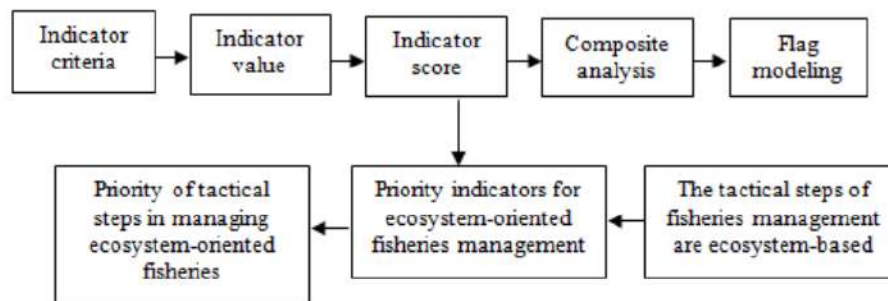 Indicator
criteria
Indicator
value
Indicator
score
Composite
analysis
Flag
modeling
Priority of tactical
steps in managing
ecosystem-oriented
fisheries
Priority indicators for
ecosystem-oriented
fisheries management
The tactical steps of
fisheries management
are ecosystem-based